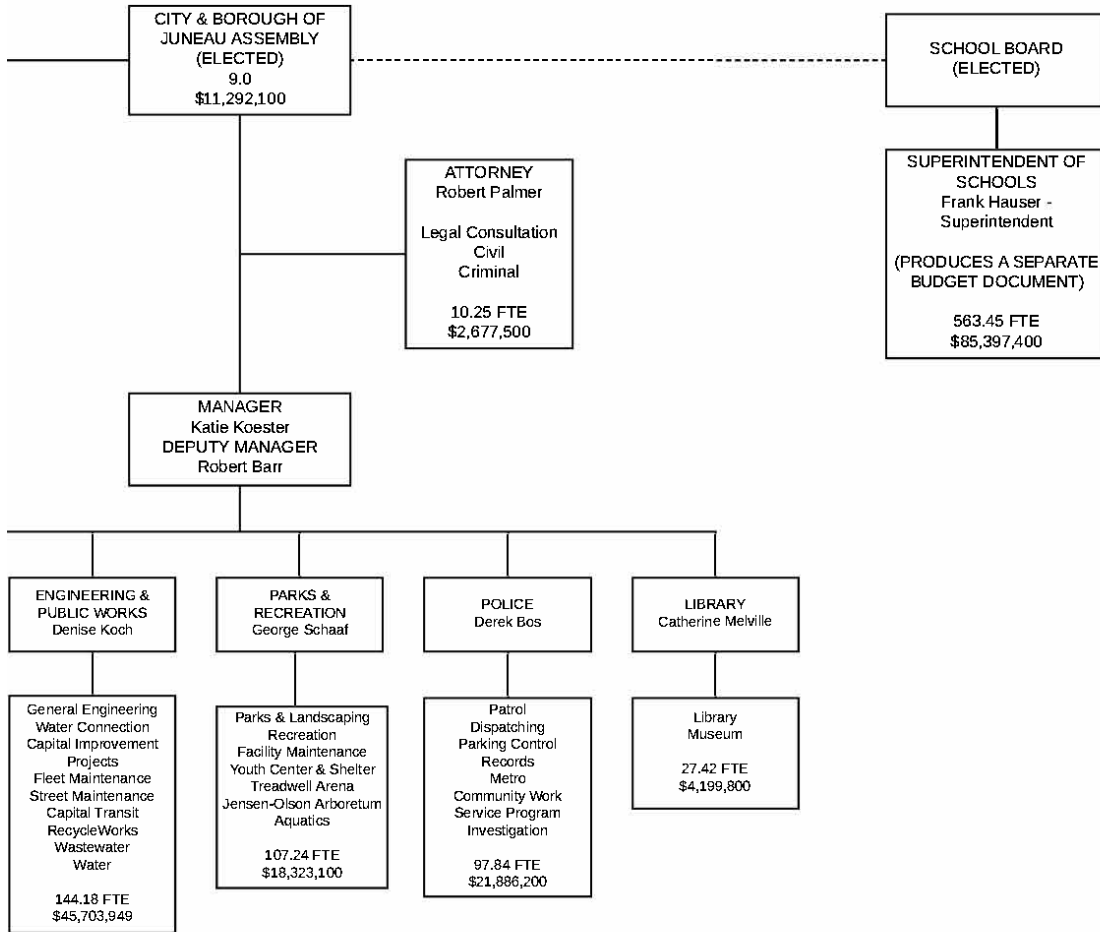 CITY & BOROUGH OF
JUNEAU ASSEMBLY
(ELECTED)
9.0
$11,292,100
SCHOOL BOARD
(ELECTED)
ATTORNEY
Robert Palmer
Legal Consultation
Civil
Criminal
10.25 FTE
$2,677,500
SUPERINTENDENT OF
SCHOOLS
Frank Hauser -
Superintendent
(PRODUCES A SEPARATE
BUDGET DOCUMENT)
563.45 FTE
$85,397,400
MANAGER
Katie Koester
DEPUTY MANAGER
Robert Barr
ENGINEERING &
PUBLIC WORKS
Denise Koch
PARKS &
RECREATION
George Schaaf
POLICE
Derek Bos
LIBRARY
Catherine Melville
General Engineering
Water Connection
Capital Improvement
Projects
Fleet Maintenance
Street Maintenance
Capital Transit
RecycleWorks
Wastewater
Water
144.18 FTE
$45,703,949
Parks & Landscaping
Recreation
Facility Maintenance
Youth Center & Shelter
Treadwell Arena
Jensen-Olson Arboretum
Aquatics
107.24 FTE
$18,323,100
Patrol
Dispatching
Parking Control
Records
Metro
Community Work
Service Program
Investigation
97.84 FTE
$21,886,200
Library
Museum
27.42 FTE
$4,199,800